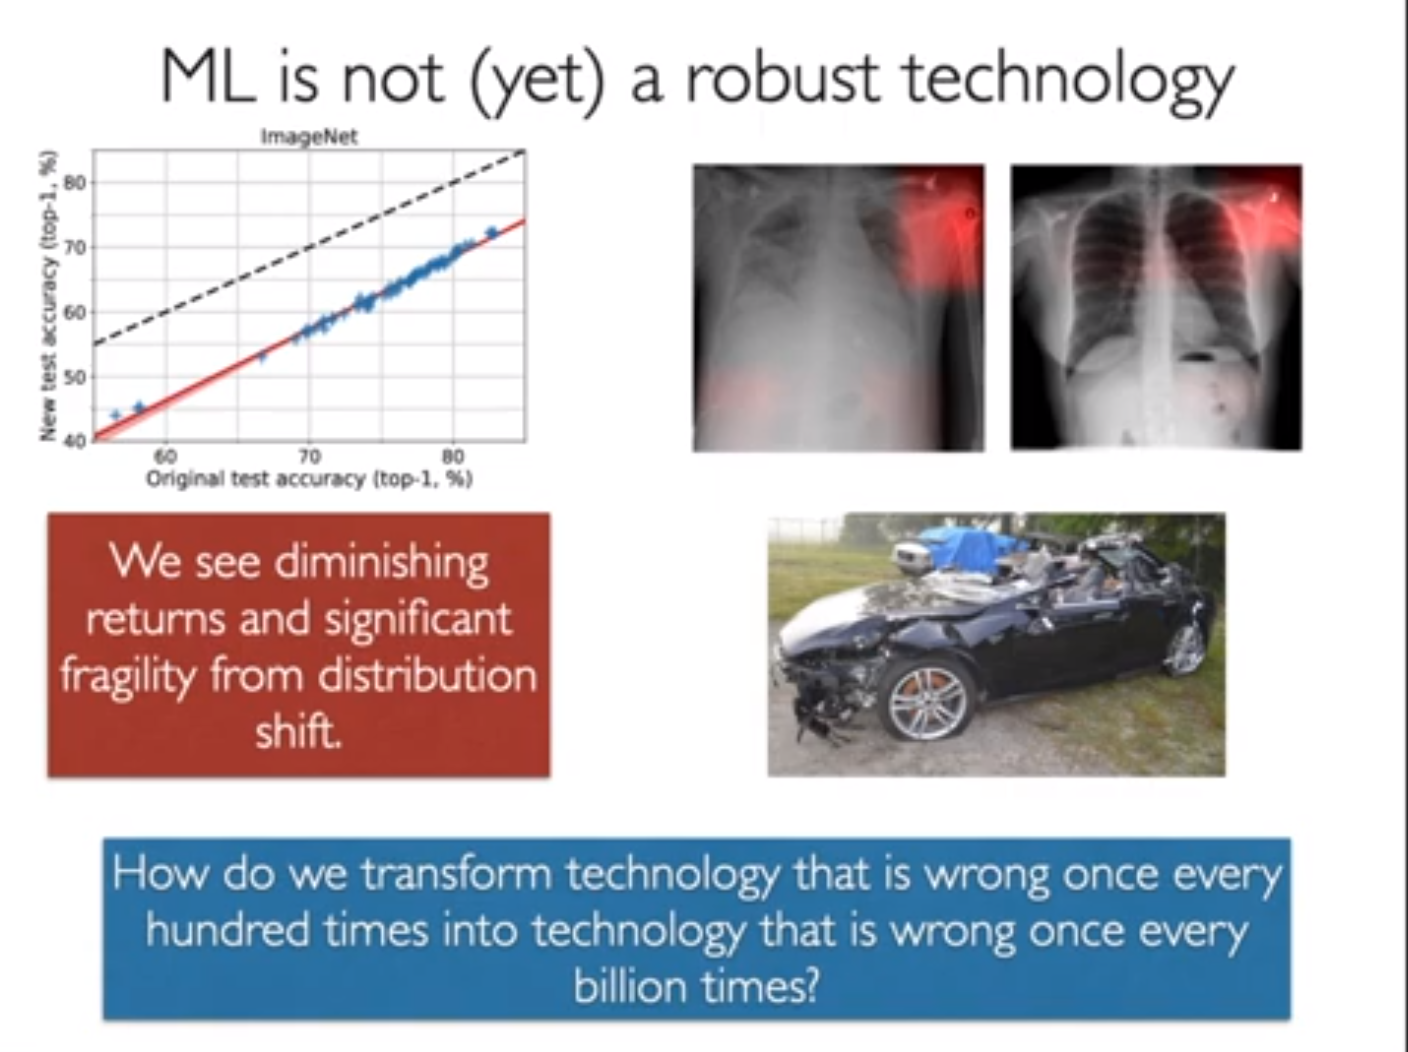 ML is not (yet) a robust technology
ImageNet
New test accuracy (top-1, %)
80
70
60
50
40
60 70 80
Original test accuracy (top-1, %)
We see diminishing
returns and significant
fragility from distribution
shift.
How do we transform technology that is wrong once every
hundred times into technology that is wrong once every
billion times?